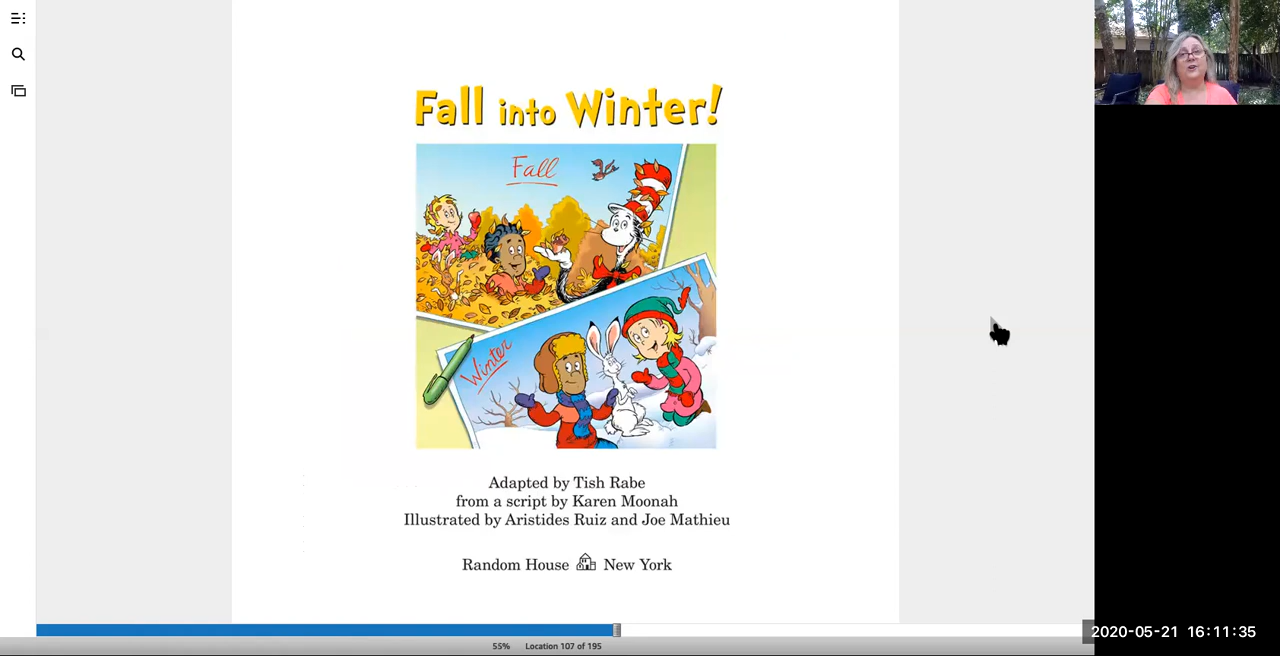 Fall into Winter!
Fall
Winter
Adapted by Tish Rabe
from a script by Karen Moonah
Illustrated by Aristides Ruiz and Joe Mathieu
Random House New York
55% Location 107 of 195
2020-05-21 16:11:35